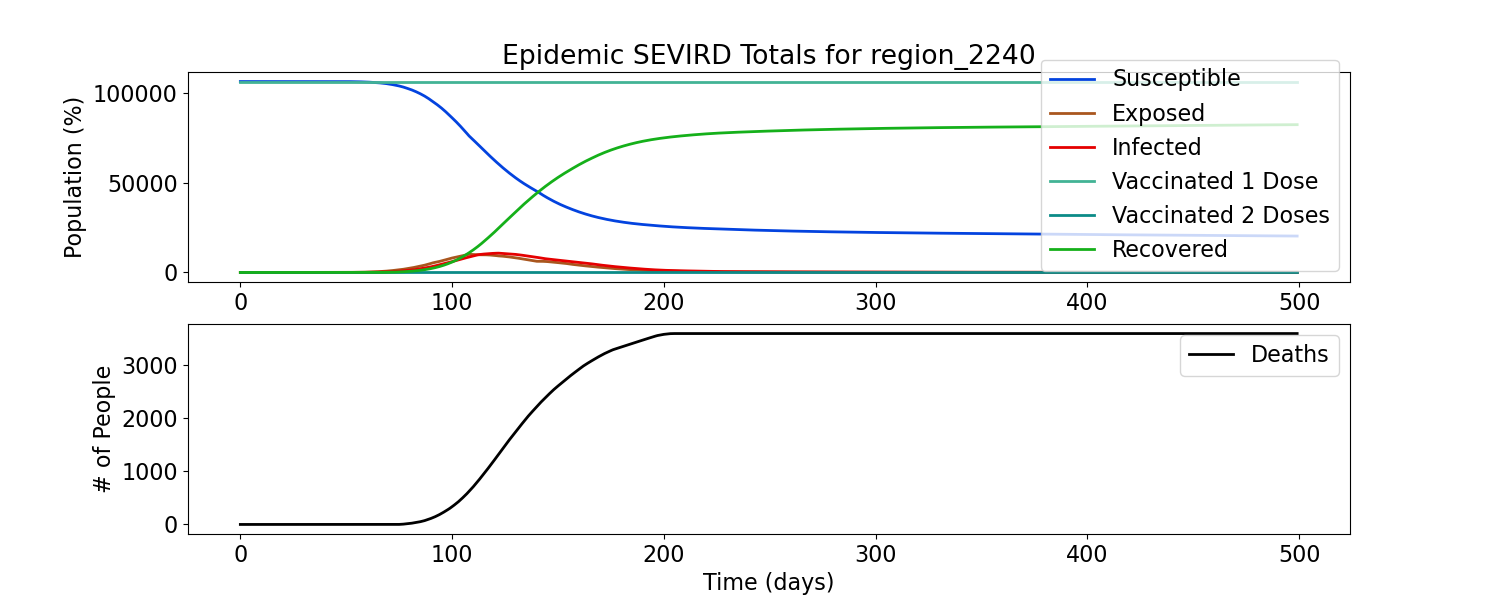 Epidemic SEVIRD Totals for region_2240
Population (%)
100000
50000
0
Susceptible
Exposed
Infected
Vaccinated 1 Dose
Vaccinated 2 Doses
Recovered
0 100 200 300 400 500
# of People
3000
2000
1000
0
Deaths
0 100 200 300 400 500
Time (days)